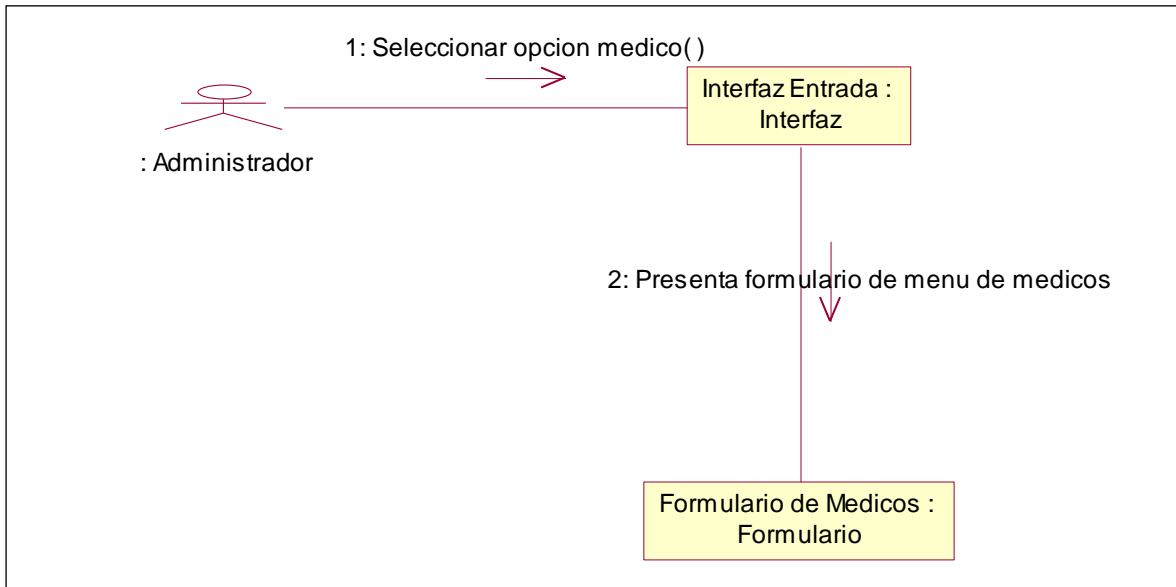 1: Seleccionar opcion medico( )
Interfaz Entrada :
Interfaz
: Administrador
2: Presenta formulario de menu de medicos
Formulario de Medicos :
Formulario